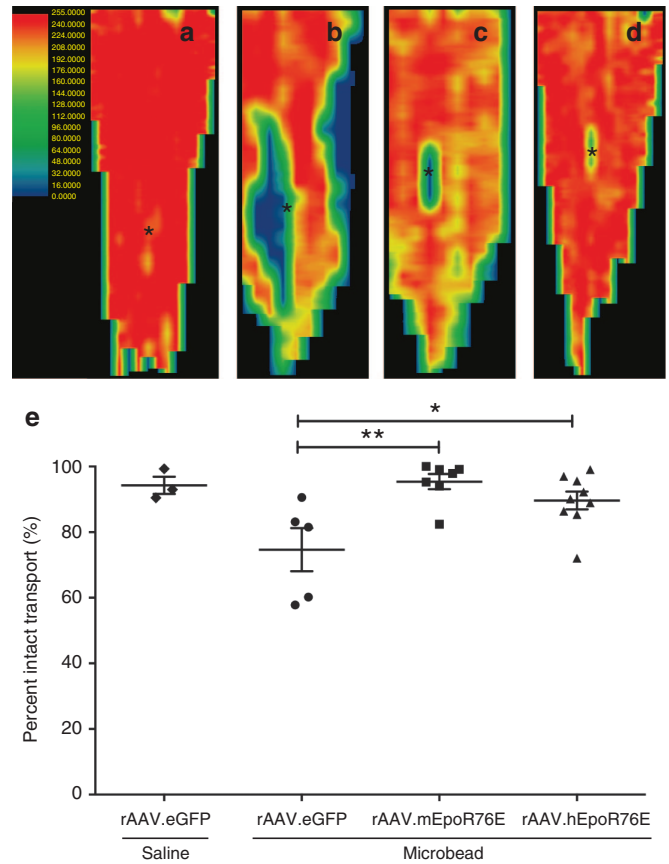 255.0000
240.0000
224.0000
208.0000
192.0000
176.0000
160.0000
144.0000
128.0000
112.0000
96.0000
80.0000
64.0000
48.0000
32.0000
16.0000
0.0000
a
b
c
d
*
*
*
*
e
*
**
100
80
60
40
20
0
Percent intact transport (%)
rAAV.eGFP
rAAV.eGFP
rAAV.mEpoR76E
rAAV.hEpoR76E
Saline
Microbead